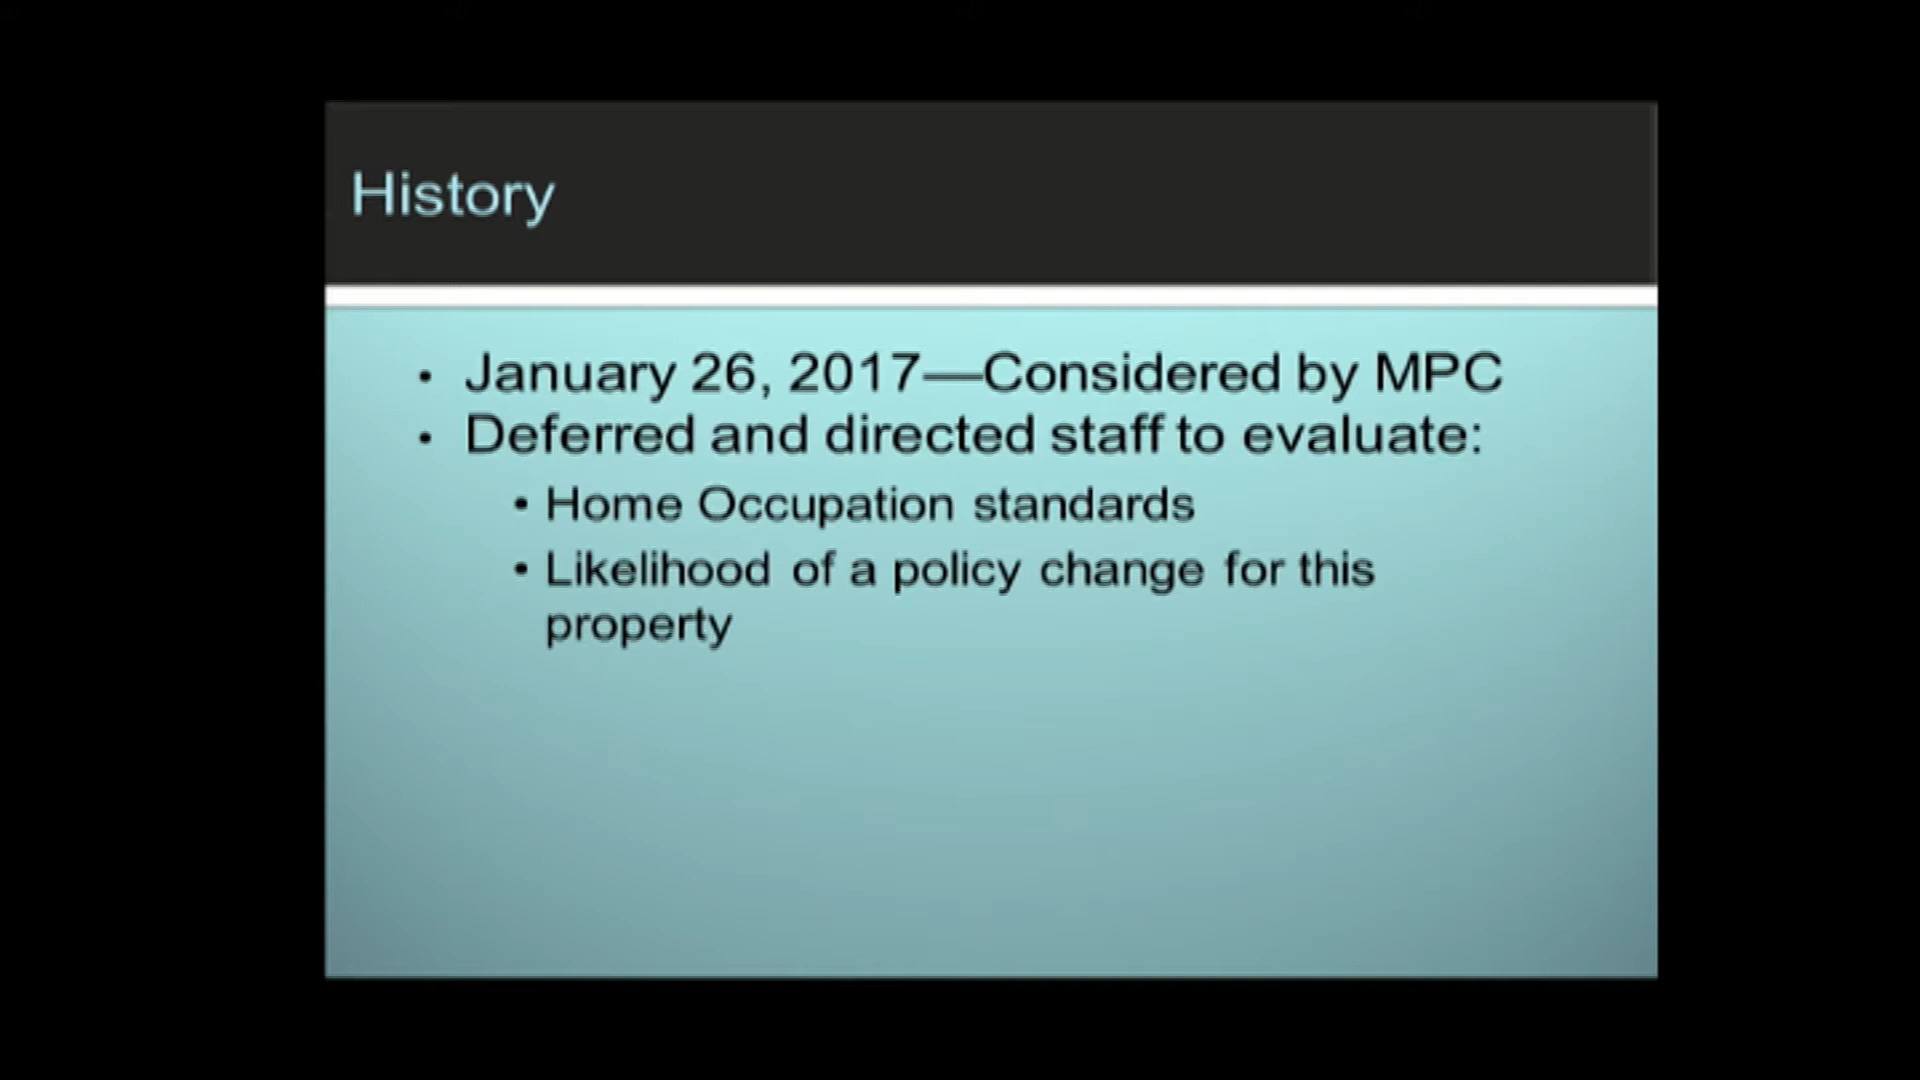 History
• January 26, 2017—Considered by MPC
• Deferred and directed staff to evaluate:
• Home Occupation standards
• Likelihood of a policy change for this
property